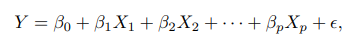 Y = β₀ + β₁X₁ + β₂X₂ + ··· + βₚXₚ + ϵ,